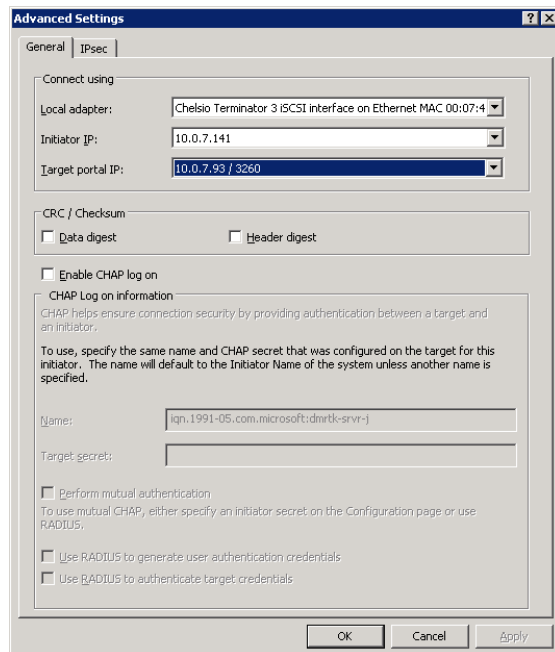 Advanced Settings
General
IPsec
Connect using
Local adapter:
Chelsio Terminator 3 iSCSI interface on Ethernet MAC 00:07:4
Initiator IP:
10.0.7.141
Target portal IP:
10.0.7.93 / 3260
CRC / Checksum
Data digest
Header digest
Enable CHAP log on
CHAP Log on information
CHAP helps ensure connection security by providing authentication between a target and
an initiator.
To use, specify the same name and CHAP secret that was configured on the target for this
initiator. The name will default to the Initiator Name of the system unless another name is
specified.
Name:
iqn.1991-05.com.microsoft:dmrtk-srvr-j
Target secret:
Perform mutual authentication
To use mutual CHAP, either specify an initiator secret on the Configuration page or use
RADIUS.
Use RADIUS to generate user authentication credentials
Use RADIUS to authenticate target credentials
OK
Cancel
Apply